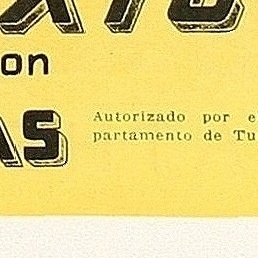 on
AS
Autorizado por e
partamento de Tu